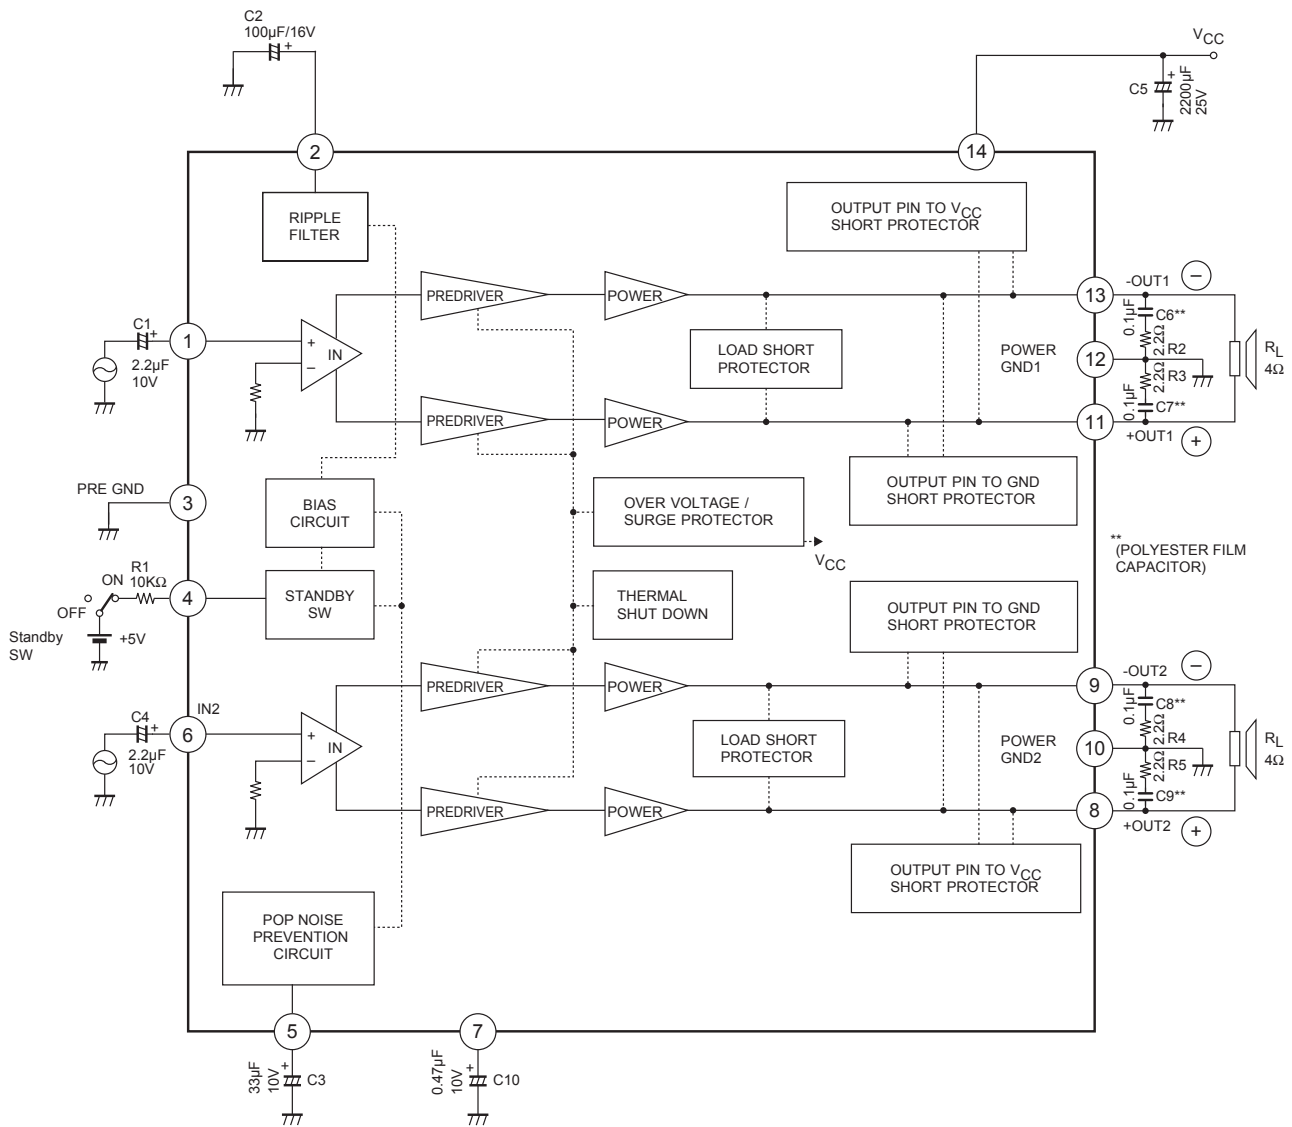 C2
100µF/16V
+
VCC
C5
+
2200µF
25V
2
14
RIPPLE
FILTER
OUTPUT PIN TO VCC
SHORT PROTECTOR
PREDRIVER
POWER
13
-OUT1
−
C1
+
1
2.2µF
10V
+
IN
−
LOAD SHORT
PROTECTOR
POWER
GND1
12
0.1µF
C6**
2.2Ω
R2
2.2Ω
R3
0.1µF
C7**
RL
4Ω
PREDRIVER
POWER
11
+OUT1
+
PRE GND
3
BIAS
CIRCUIT
OVER VOLTAGE /
SURGE PROTECTOR
VCC
OUTPUT PIN TO GND
SHORT PROTECTOR
**
(POLYESTER FILM
CAPACITOR)
ON
R1
10KΩ
4
OFF
Standby
SW
+5V
STANDBY
SW
THERMAL
SHUT DOWN
OUTPUT PIN TO GND
SHORT PROTECTOR
PREDRIVER
POWER
9
-OUT2
−
C4
+
IN2
6
2.2µF
10V
+
IN
−
LOAD SHORT
PROTECTOR
POWER
GND2
10
0.1µF
C8**
2.2Ω
R4
2.2Ω
R5
0.1µF
C9**
RL
4Ω
PREDRIVER
POWER
8
+OUT2
+
OUTPUT PIN TO VCC
SHORT PROTECTOR
POP NOISE
PREVENTION
CIRCUIT
5
7
33µF
10V
+
C3
0.47µF
10V
+
C10